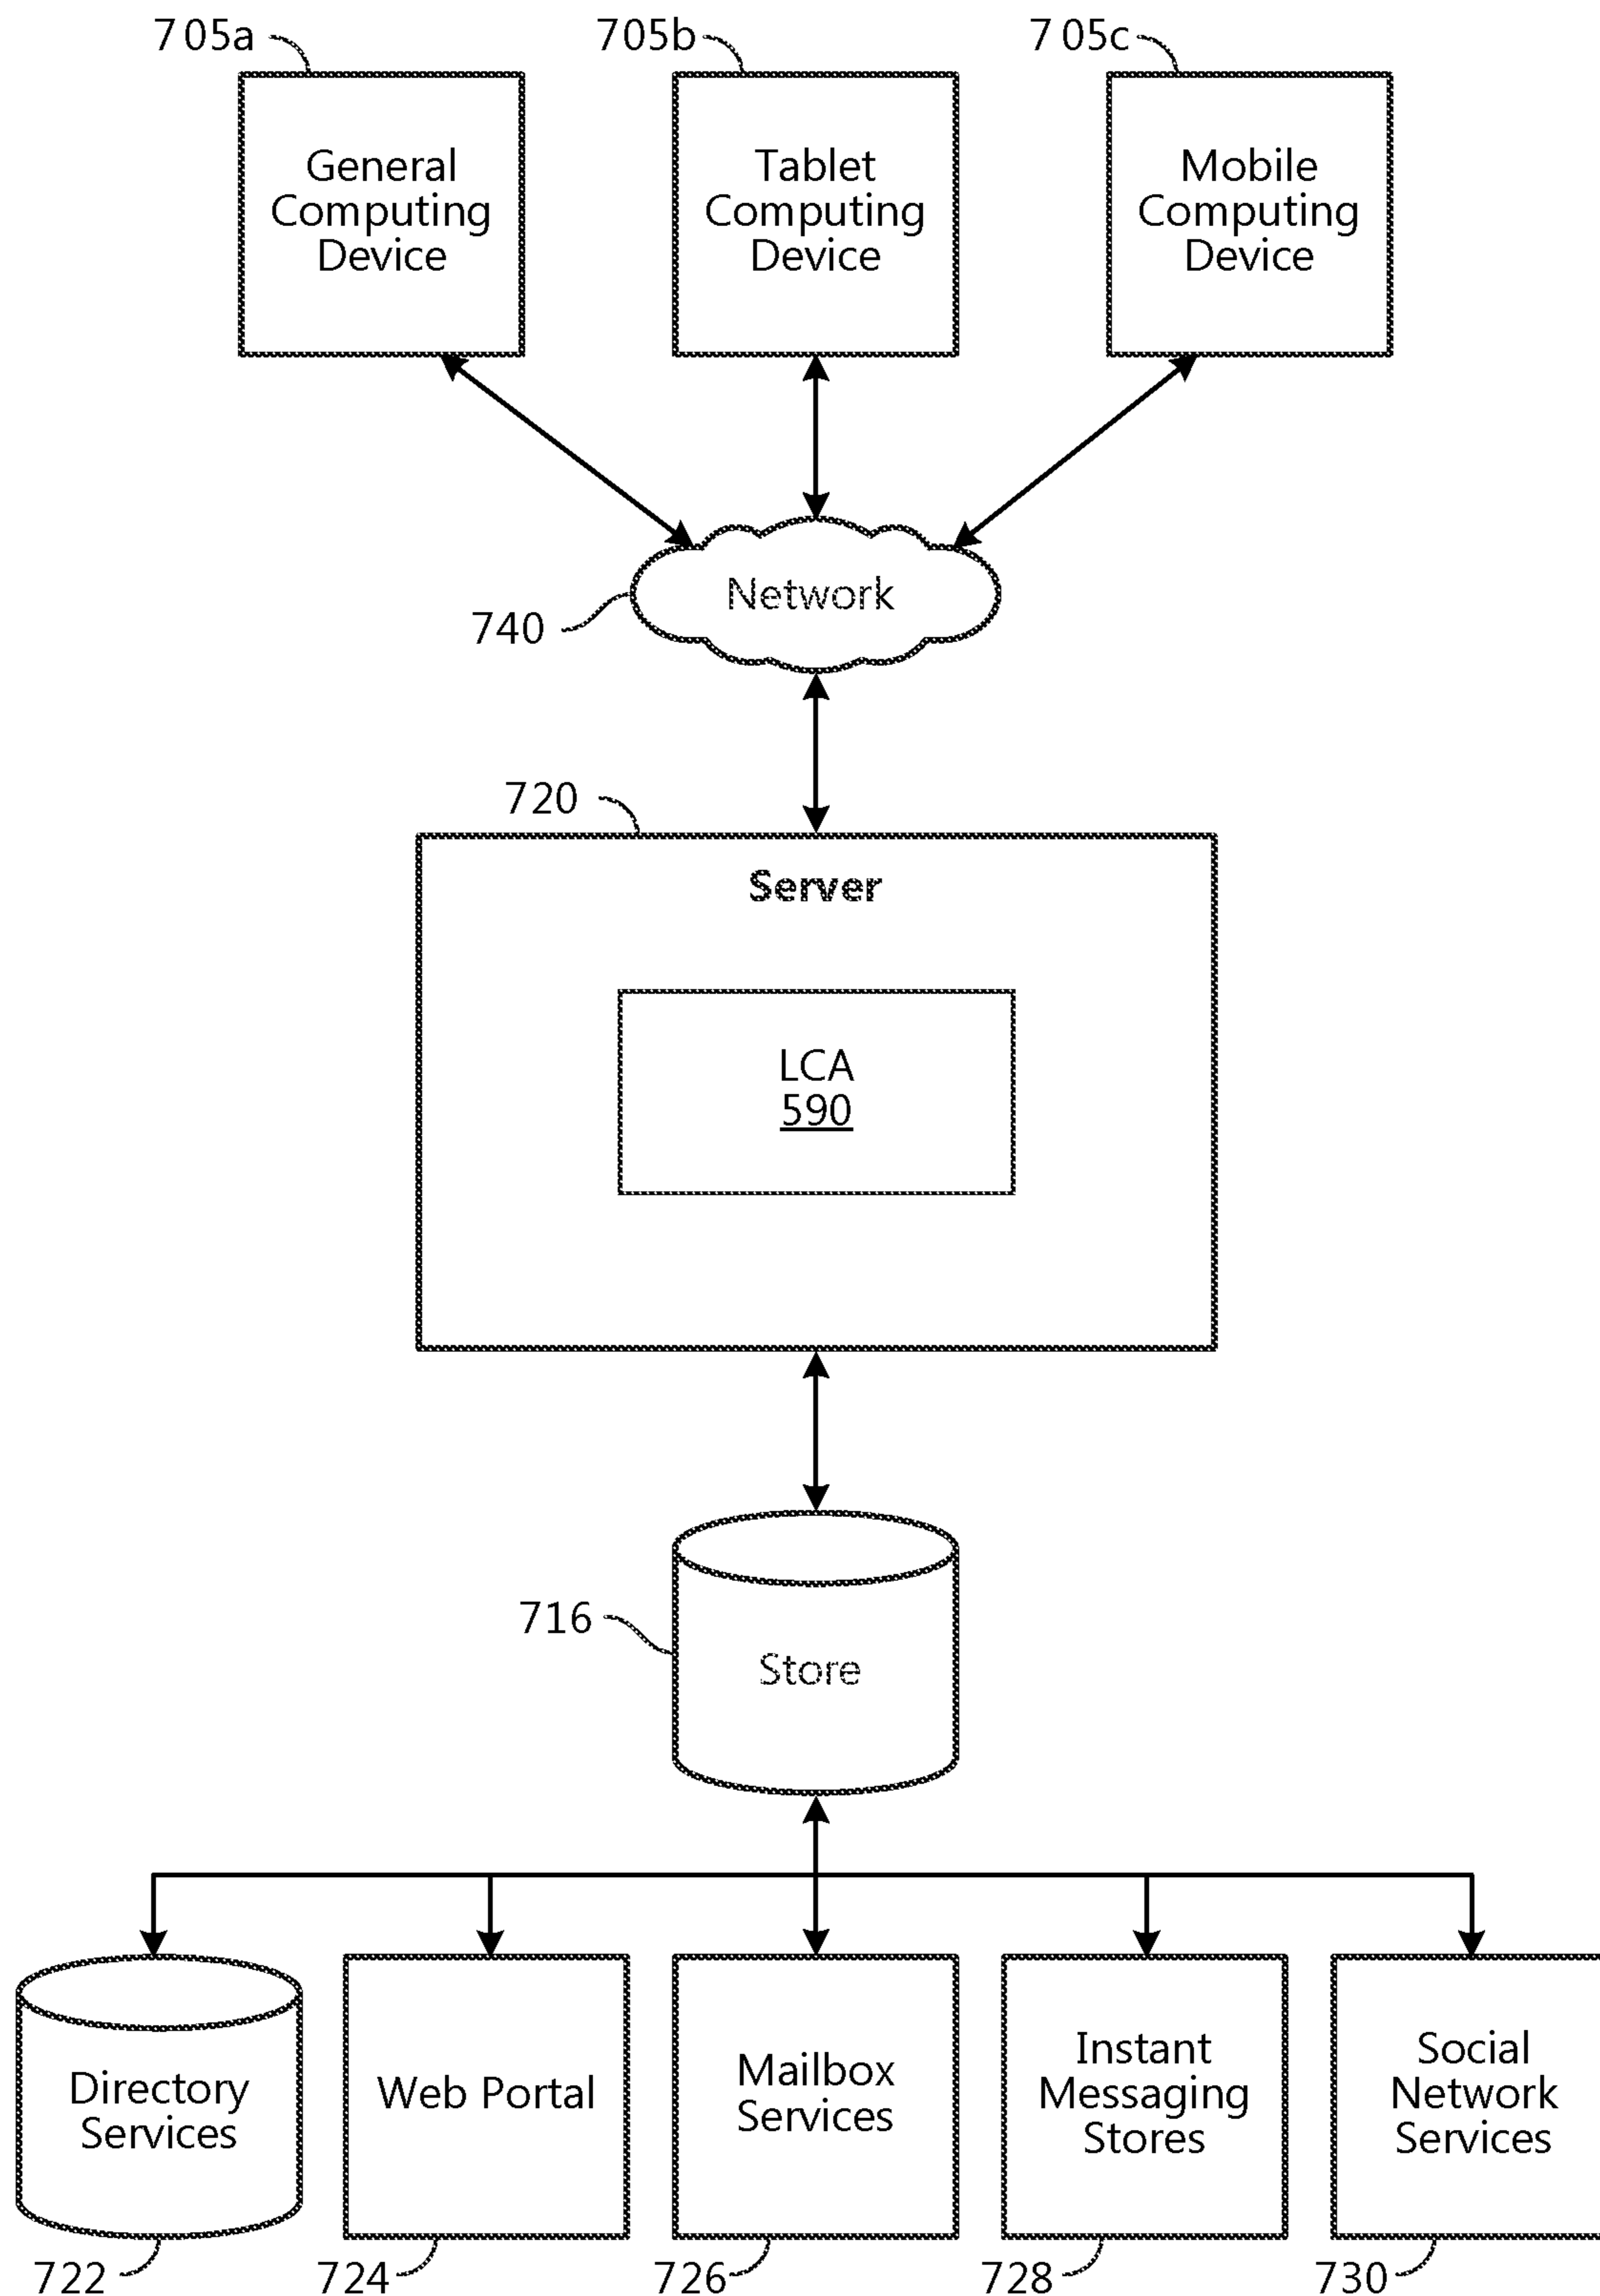 705a
705b
705c
General
Computing
Device
Tablet
Computing
Device
Mobile
Computing
Device
Network
740
720
Server
LCA
590
716
Store
Directory
Services
Web Portal
Mailbox
Services
Instant
Messaging
Stores
Social
Network
Services
722
724
726
728
730